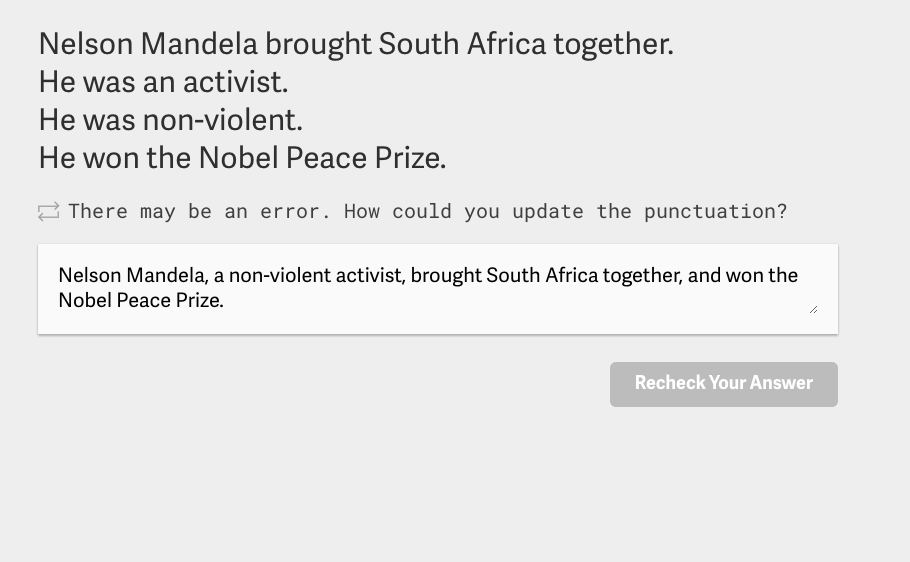 Nelson Mandela brought South Africa together.
He was an activist.
He was non-violent.
He won the Nobel Peace Prize.
There may be an error. How could you update the punctuation?
Nelson Mandela, a non-violent activist, brought South Africa together, and won the
Nobel Peace Prize.
Recheck Your Answer